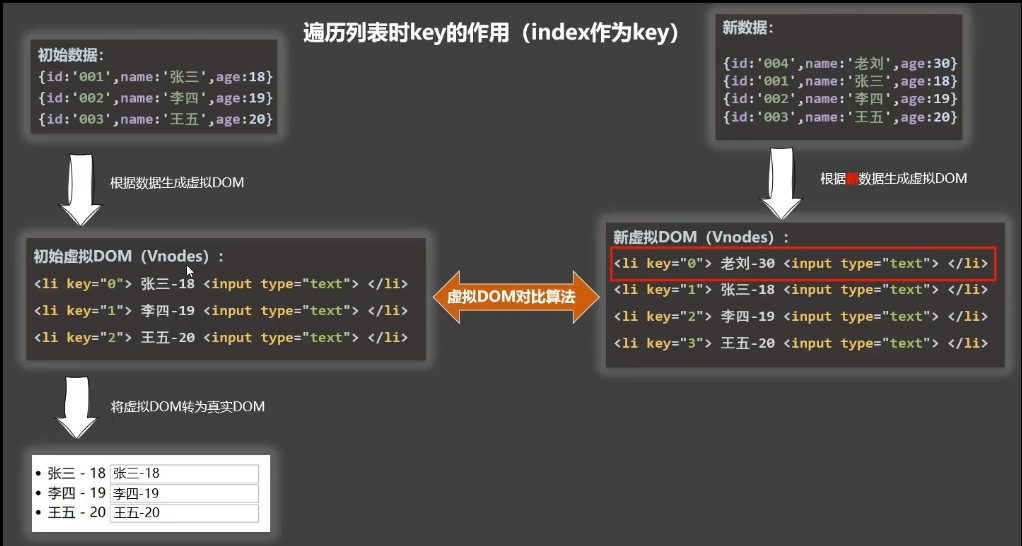 遍历列表时key的作用（index作为key）
初始数据：
{id:'001',name:'张三',age:18}
{id:'002',name:'李四',age:19}
{id:'003',name:'王五',age:20}
新数据：
{id:'004',name:'老刘',age:30}
{id:'001',name:'张三',age:18}
{id:'002',name:'李四',age:19}
{id:'003',name:'王五',age:20}
根据数据生成虚拟DOM
根据新数据生成虚拟DOM
初始虚拟DOM（Vnodes）：
<li key="0"> 张三-18 <input type="text"> </li>
<li key="1"> 李四-19 <input type="text"> </li>
<li key="2"> 王五-20 <input type="text"> </li>
虚拟DOM对比算法
新虚拟DOM（Vnodes）：
<li key="0"> 老刘-30 <input type="text"> </li>
<li key="1"> 张三-18 <input type="text"> </li>
<li key="2"> 李四-19 <input type="text"> </li>
<li key="3"> 王五-20 <input type="text"> </li>
将虚拟DOM转为真实DOM
• 张三 - 18 张三-18
• 李四 - 19 李四-19
• 王五 - 20 王五-20